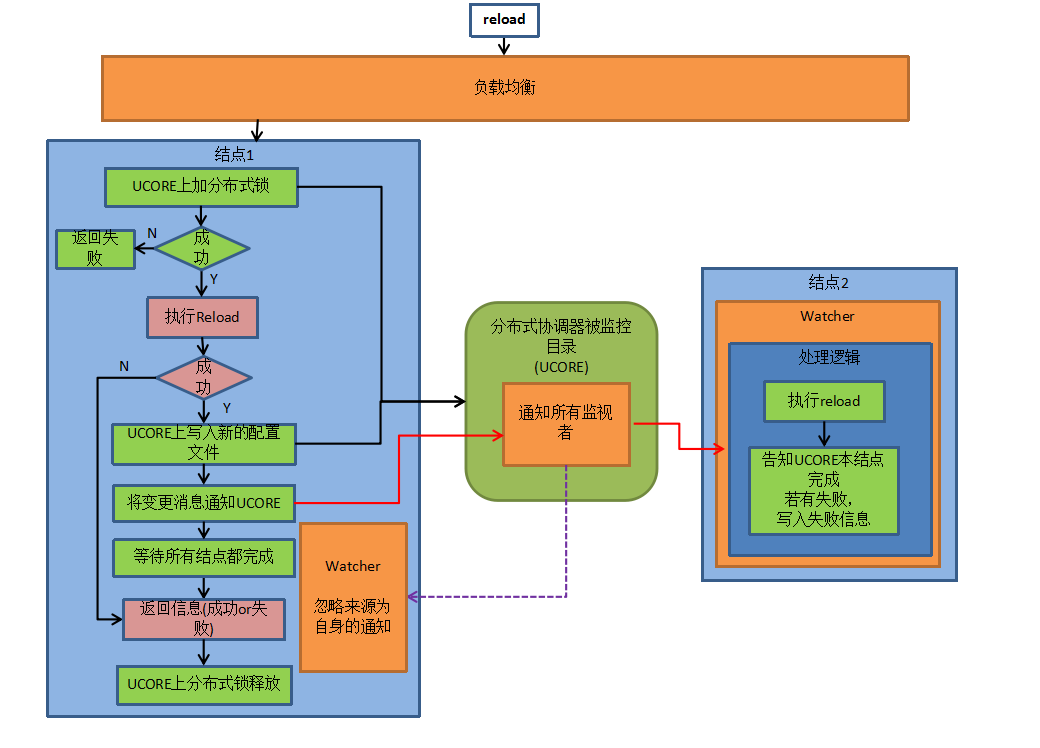 reload
负载均衡
结点1
UCORE上加分布式锁
成
功
N
返回失
败
Y
执行Reload
成
功
N
Y
UCORE上写入新的配置
文件
将变更消息通知UCORE
等待所有结点都完成
返回信息(成功or失
败)
UCORE上分布式锁释放
Watcher
忽略来源为
自身的通知
分布式协调器被监控
目录
(UCORE)
通知所有监视
者
结点2
Watcher
处理逻辑
执行reload
告知UCORE本结点
完成
若有失败,
写入失败信息